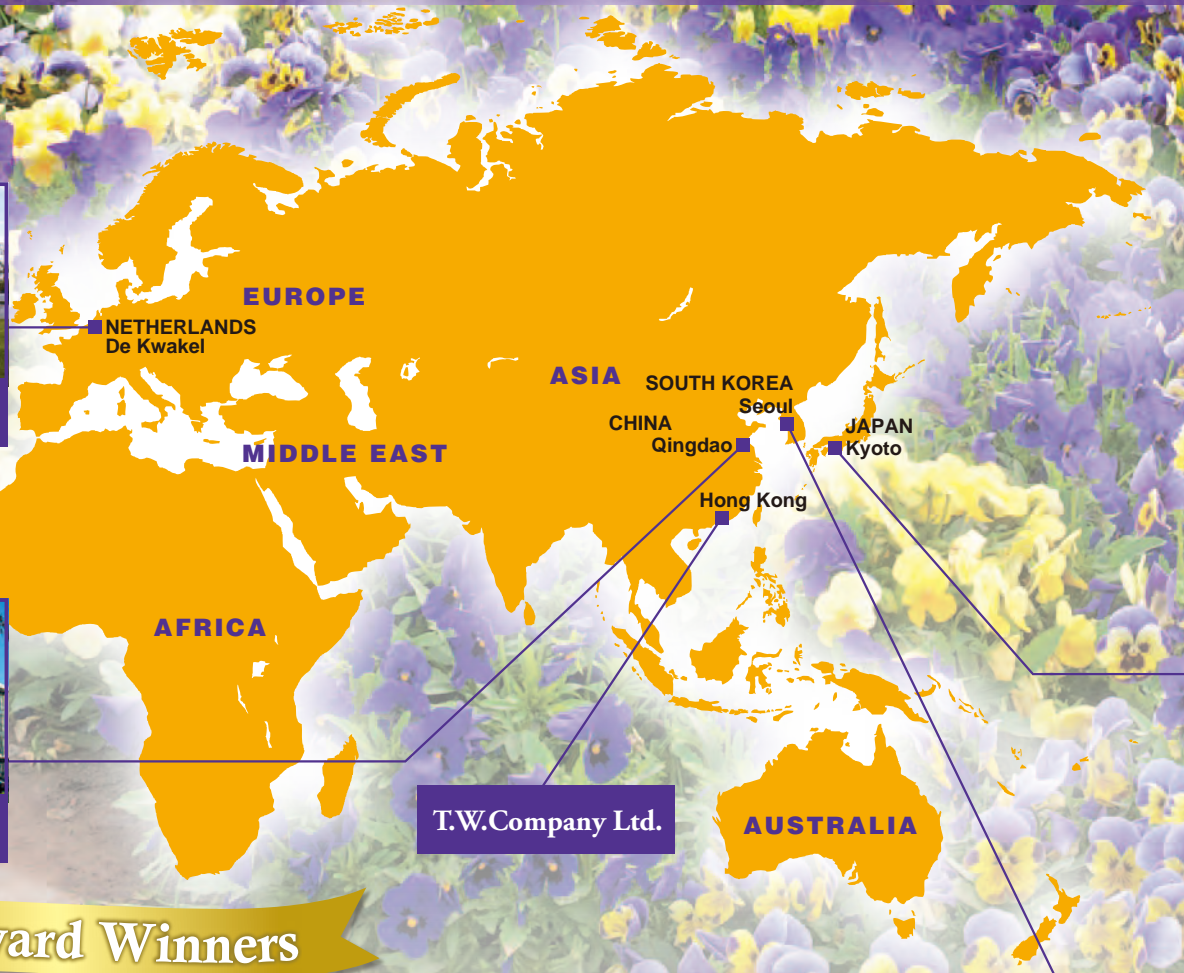 EUROPE
NETHERLANDS
De Kwakel
ASIA
SOUTH KOREA
Seoul
CHINA
Qingdao
JAPAN
Kyoto
MIDDLE EAST
Hong Kong
AFRICA
T.W.Company Ltd.
AUSTRALIA
ward Winners